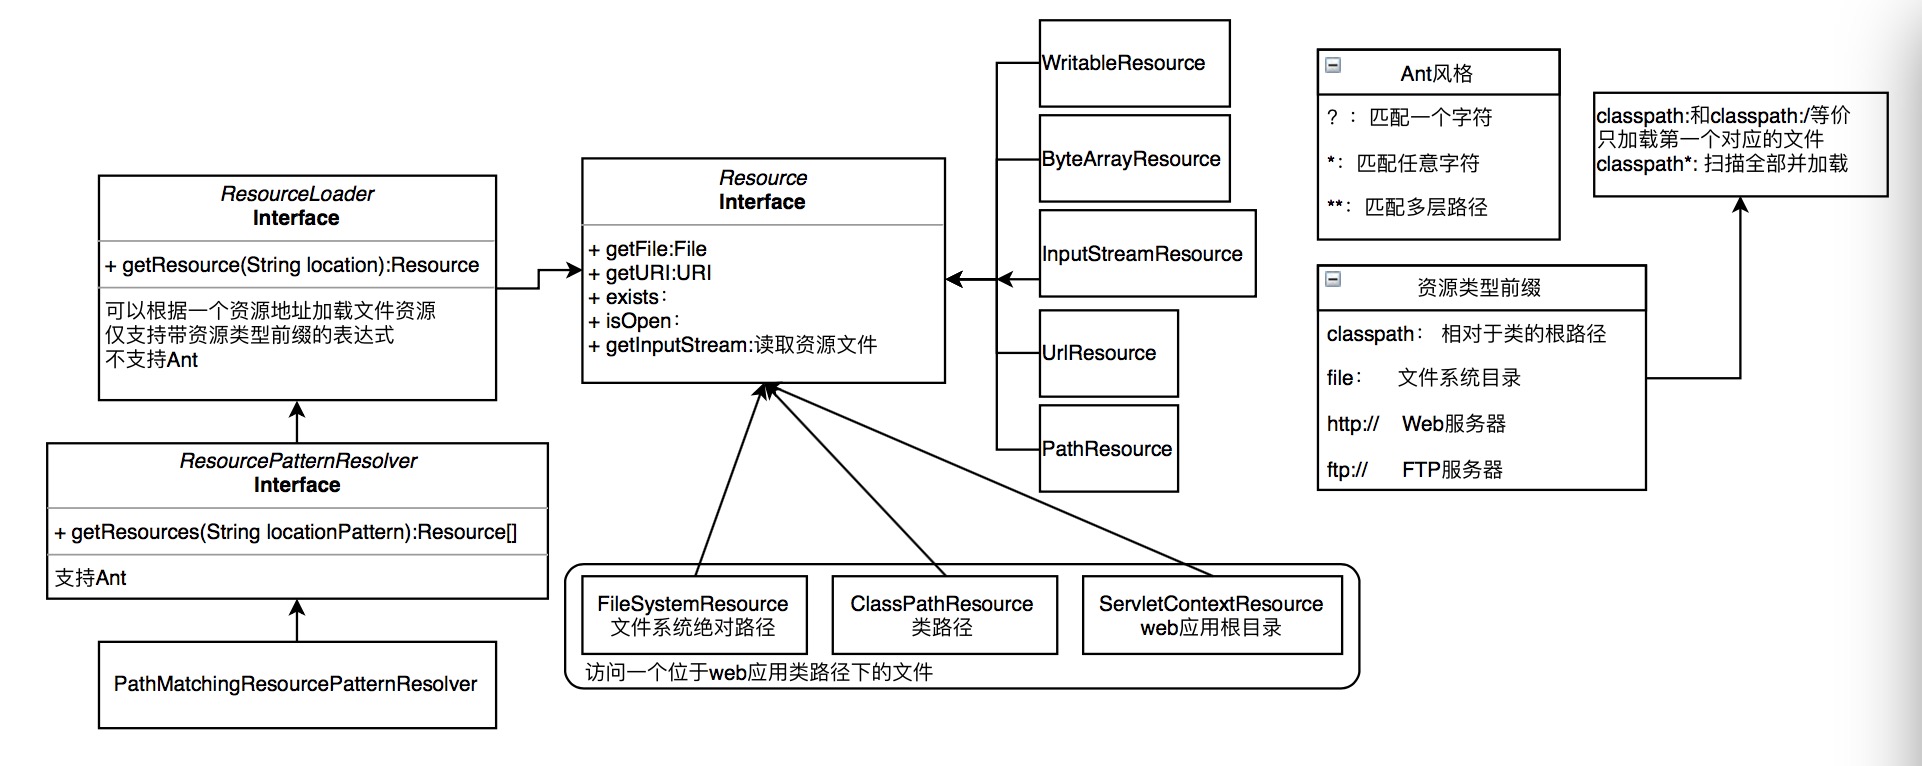 ResourceLoader
Interface
+ getResource(String location):Resource
可以根据一个资源地址加载文件资源
仅支持带资源类型前缀的表达式
不支持Ant
ResourcePatternResolver
Interface
+ getResources(String locationPattern):Resource[]
支持Ant
PathMatchingResourcePatternResolver
Resource
Interface
+ getFile:File
+ getURI:URI
+ exists：
+ isOpen：
+ getInputStream:读取资源文件
WritableResource
ByteArrayResource
InputStreamResource
UrlResource
PathResource
FileSystemResource
文件系统绝对路径
ClassPathResource
类路径
ServletContextResource
web应用根目录
访问一个位于web应用类路径下的文件
Ant风格
？：匹配一个字符
*：匹配任意字符
**：匹配多层路径
资源类型前缀
classpath： 相对于类的根路径
file： 文件系统目录
http:// Web服务器
ftp:// FTP服务器
classpath:和classpath:/等价
只加载第一个对应的文件
classpath*: 扫描全部并加载